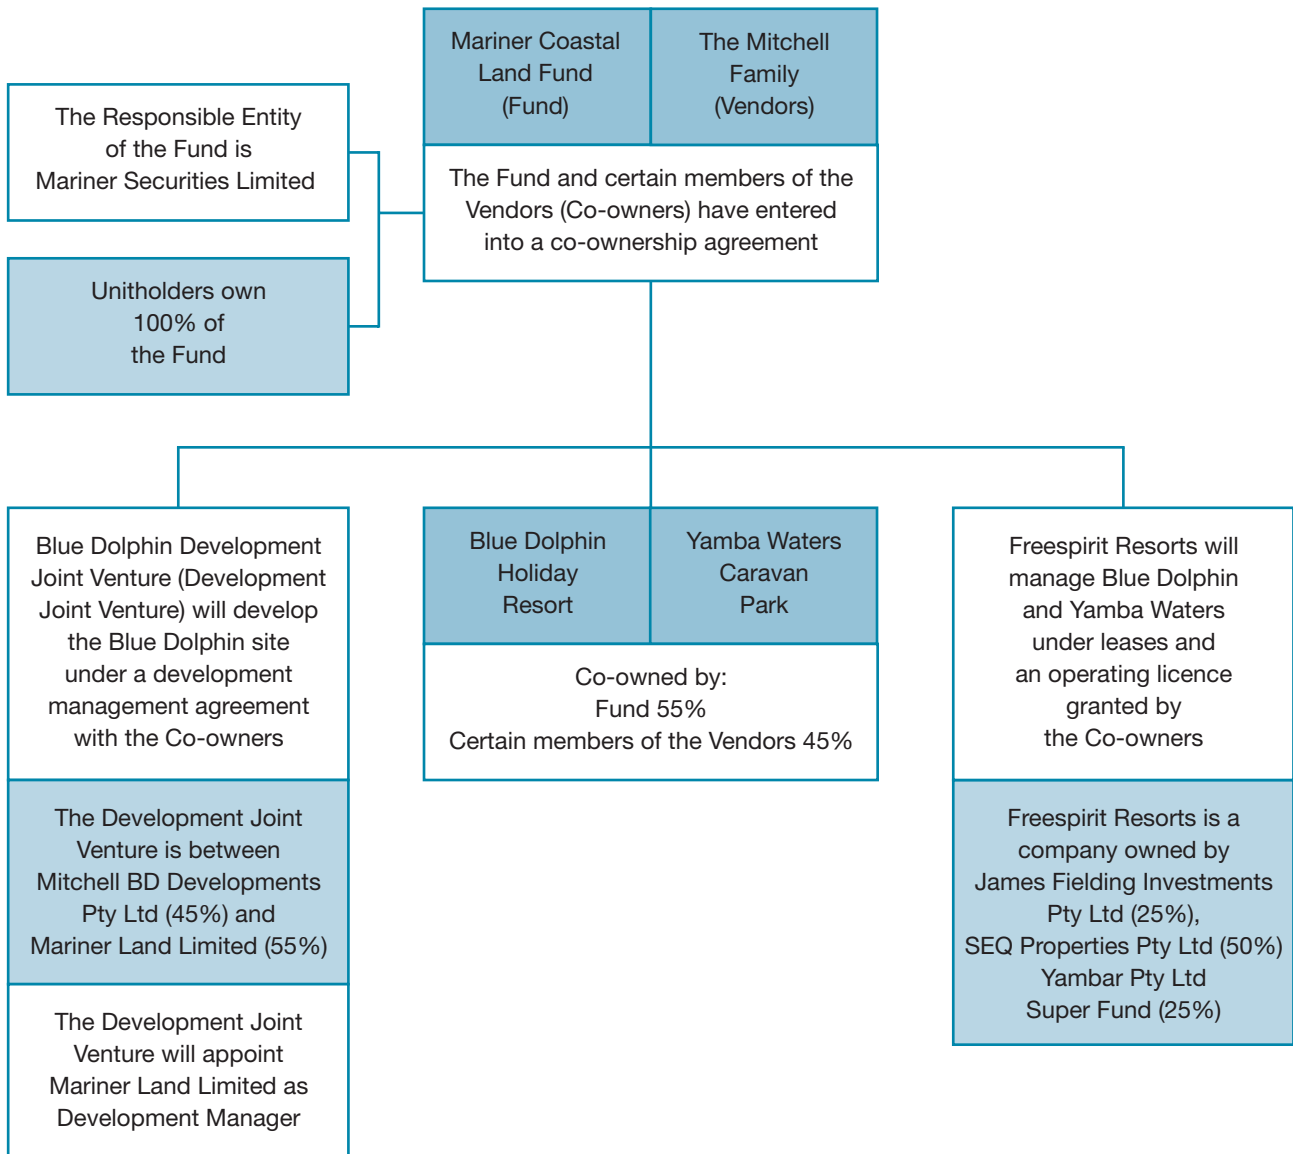 Mariner Coastal
Land Fund
(Fund)
The Mitchell
Family
(Vendors)
The Responsible Entity
of the Fund is
Mariner Securities Limited
The Fund and certain members of the
Vendors (Co-owners) have entered
into a co-ownership agreement
Unitholders own
100% of
the Fund
Blue Dolphin Development
Joint Venture (Development
Joint Venture) will develop
the Blue Dolphin site
under a development
management agreement
with the Co-owners
The Development Joint
Venture is between
Mitchell BD Developments
Pty Ltd (45%) and
Mariner Land Limited (55%)
The Development Joint
Venture will appoint
Mariner Land Limited as
Development Manager
Blue Dolphin
Holiday
Resort
Yamba Waters
Caravan
Park
Co-owned by:
Fund 55%
Certain members of the Vendors 45%
Freespirit Resorts will
manage Blue Dolphin
and Yamba Waters
under leases and
an operating licence
granted by
the Co-owners
Freespirit Resorts is a
company owned by
James Fielding Investments
Pty Ltd (25%),
SEQ Properties Pty Ltd (50%)
Yambar Pty Ltd
Super Fund (25%)